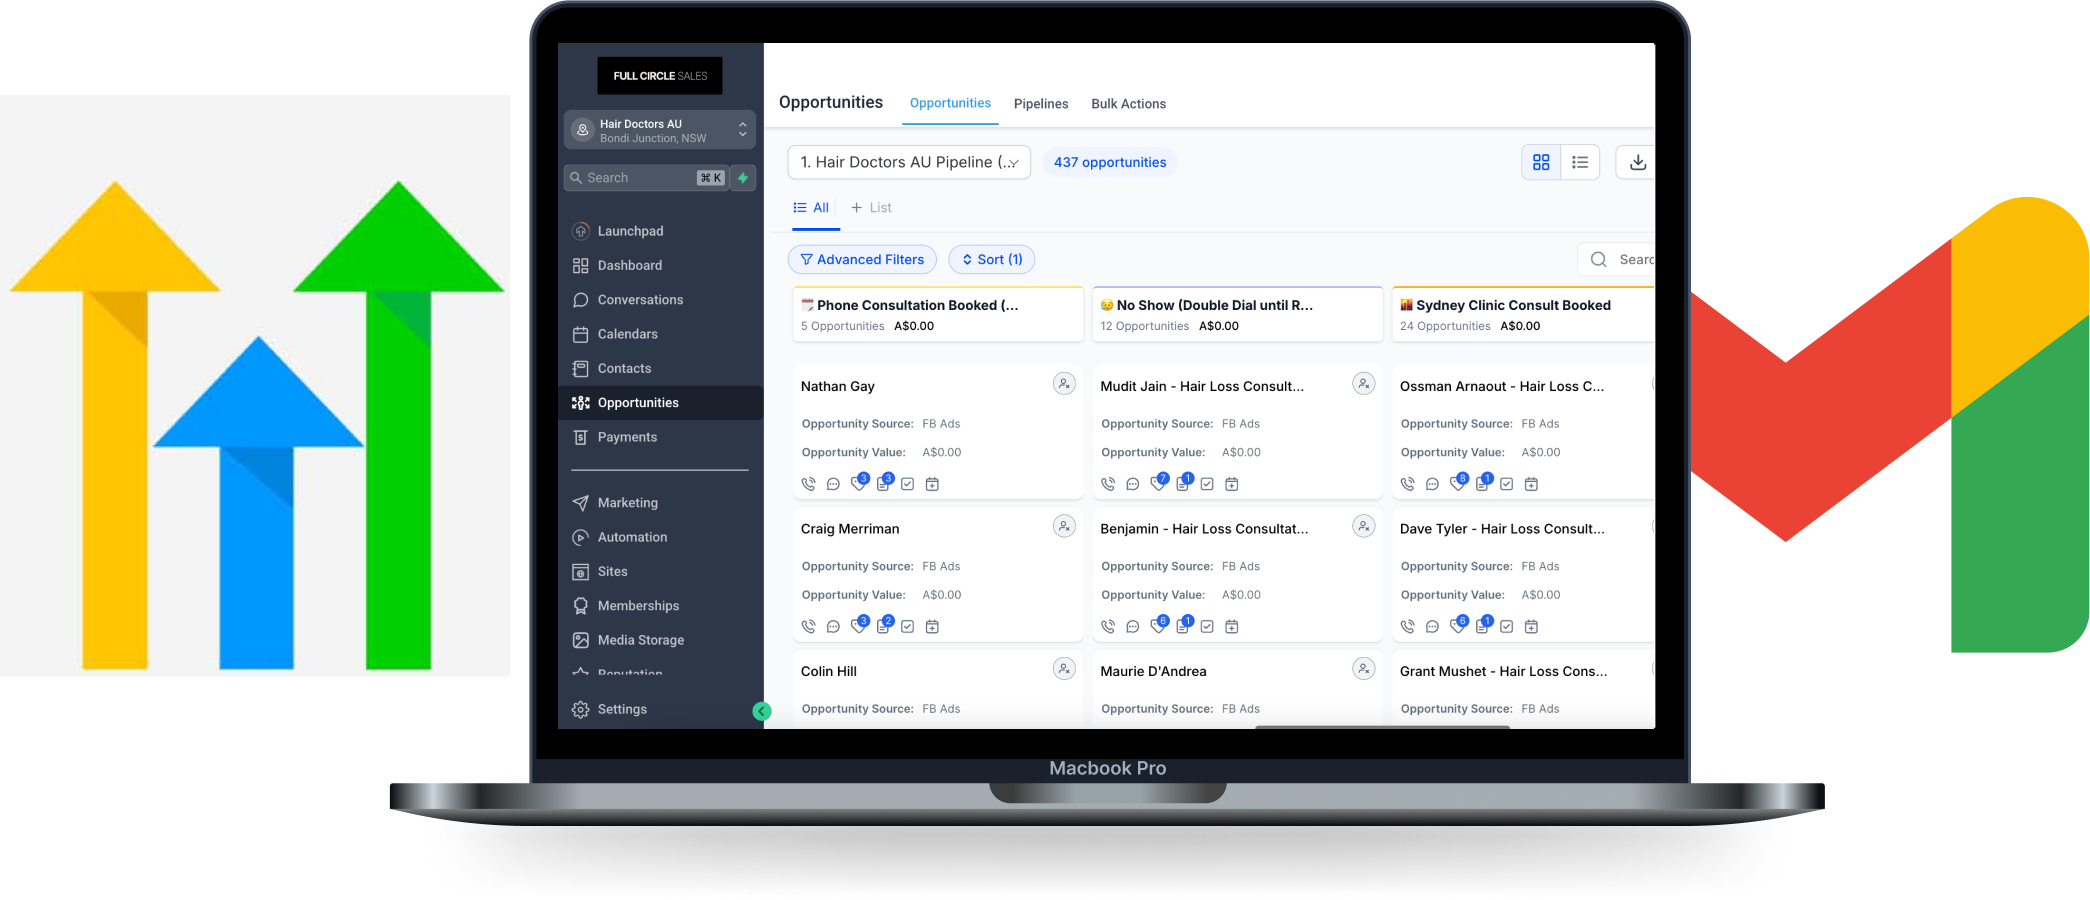 FULL CIRCLE SALES
Hair Doctors AU
Bondi Junction, NSW
Search ⌘ K
Launchpad
Dashboard
Conversations
Calendars
Contacts
Opportunities
Payments
Marketing
Automation
Sites
Memberships
Media Storage
Reputation
Settings
Opportunities Opportunities Pipelines Bulk Actions
1. Hair Doctors AU Pipeline (... 437 opportunities
All + List
Advanced Filters Sort (1) Searc
Phone Consultation Booked (...
5 Opportunities A$0.00
No Show (Double Dial until R...
12 Opportunities A$0.00
Sydney Clinic Consult Booked
24 Opportunities A$0.00
Nathan Gay
Opportunity Source: FB Ads
Opportunity Value: A$0.00
3 3
Mudit Jain - Hair Loss Consult...
Opportunity Source: FB Ads
Opportunity Value: A$0.00
7 1
Ossman Arnaout - Hair Loss C...
Opportunity Source: FB Ads
Opportunity Value: A$0.00
8 1
Craig Merriman
Opportunity Source: FB Ads
Opportunity Value: A$0.00
3 2
Benjamin - Hair Loss Consultat...
Opportunity Source: FB Ads
Opportunity Value: A$0.00
6 1
Dave Tyler - Hair Loss Consult...
Opportunity Source: FB Ads
Opportunity Value: A$0.00
6 1
Colin Hill
Opportunity Source: FB Ads
Maurie D'Andrea
Opportunity Source: FB Ads
Grant Mushet - Hair Loss Cons...
Opportunity Source: FB Ads
Macbook Pro